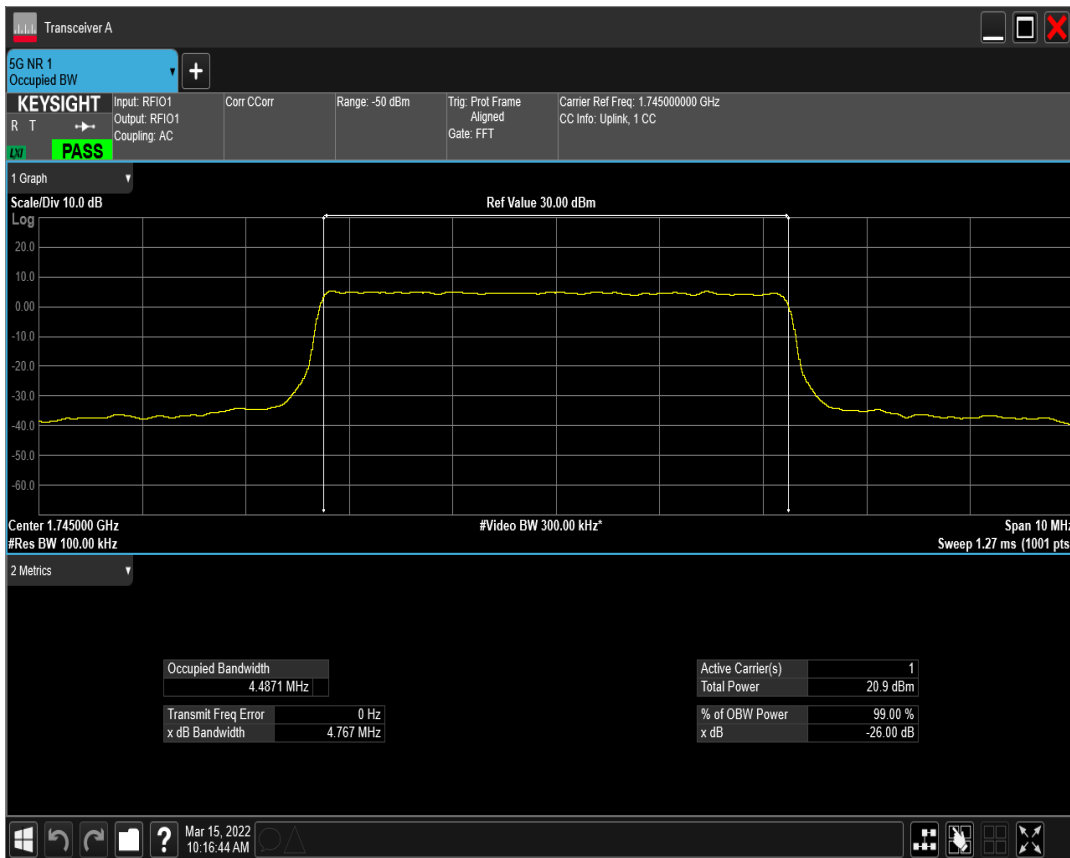 Transceiver A
5G NR 1
Occupied BW
+
KEYSIGHT
R T
LXI PASS
Input: RFIO1
Output: RFIO1
Coupling: AC
Corr CCorr
Range: -50 dBm
Trig: Prot Frame
Aligned
Gate: FFT
Carrier Ref Freq: 1.745000000 GHz
CC Info: Uplink, 1 CC
1 Graph
Scale/Div 10.0 dB
Ref Value 30.00 dBm
Log
20.0
10.0
0.00
-10.0
-20.0
-30.0
-40.0
-50.0
-60.0
Center 1.745000 GHz
#Video BW 300.00 kHz*
Span 10 MHz
#Res BW 100.00 kHz
Sweep 1.27 ms (1001 pts
2 Metrics
Occupied Bandwidth
4.4871 MHz
Transmit Freq Error 0 Hz
x dB Bandwidth 4.767 MHz
Active Carrier(s) 1
Total Power 20.9 dBm
% of OBW Power 99.00 %
x dB -26.00 dB
?
Mar 15, 2022
10:16:44 AM